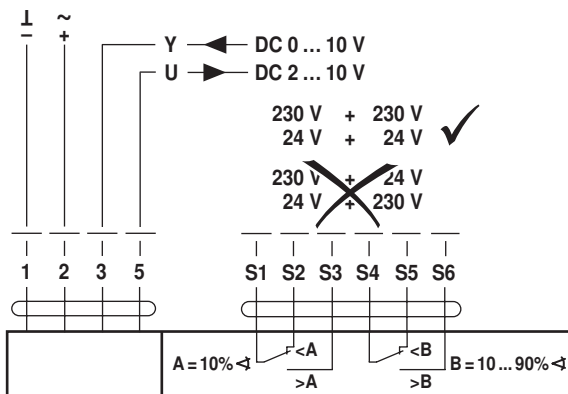 ⊥ ~
– +
Y DC 0 ... 10 V
U DC 2 ... 10 V
230 V + 230 V
24 V + 24 V
230 V + 24 V
24 V + 230 V
1 2 3 5 S1 S2 S3 S4 S5 S6
A = 10% ∢ <A <B B = 10 ... 90% ∢
>A >B